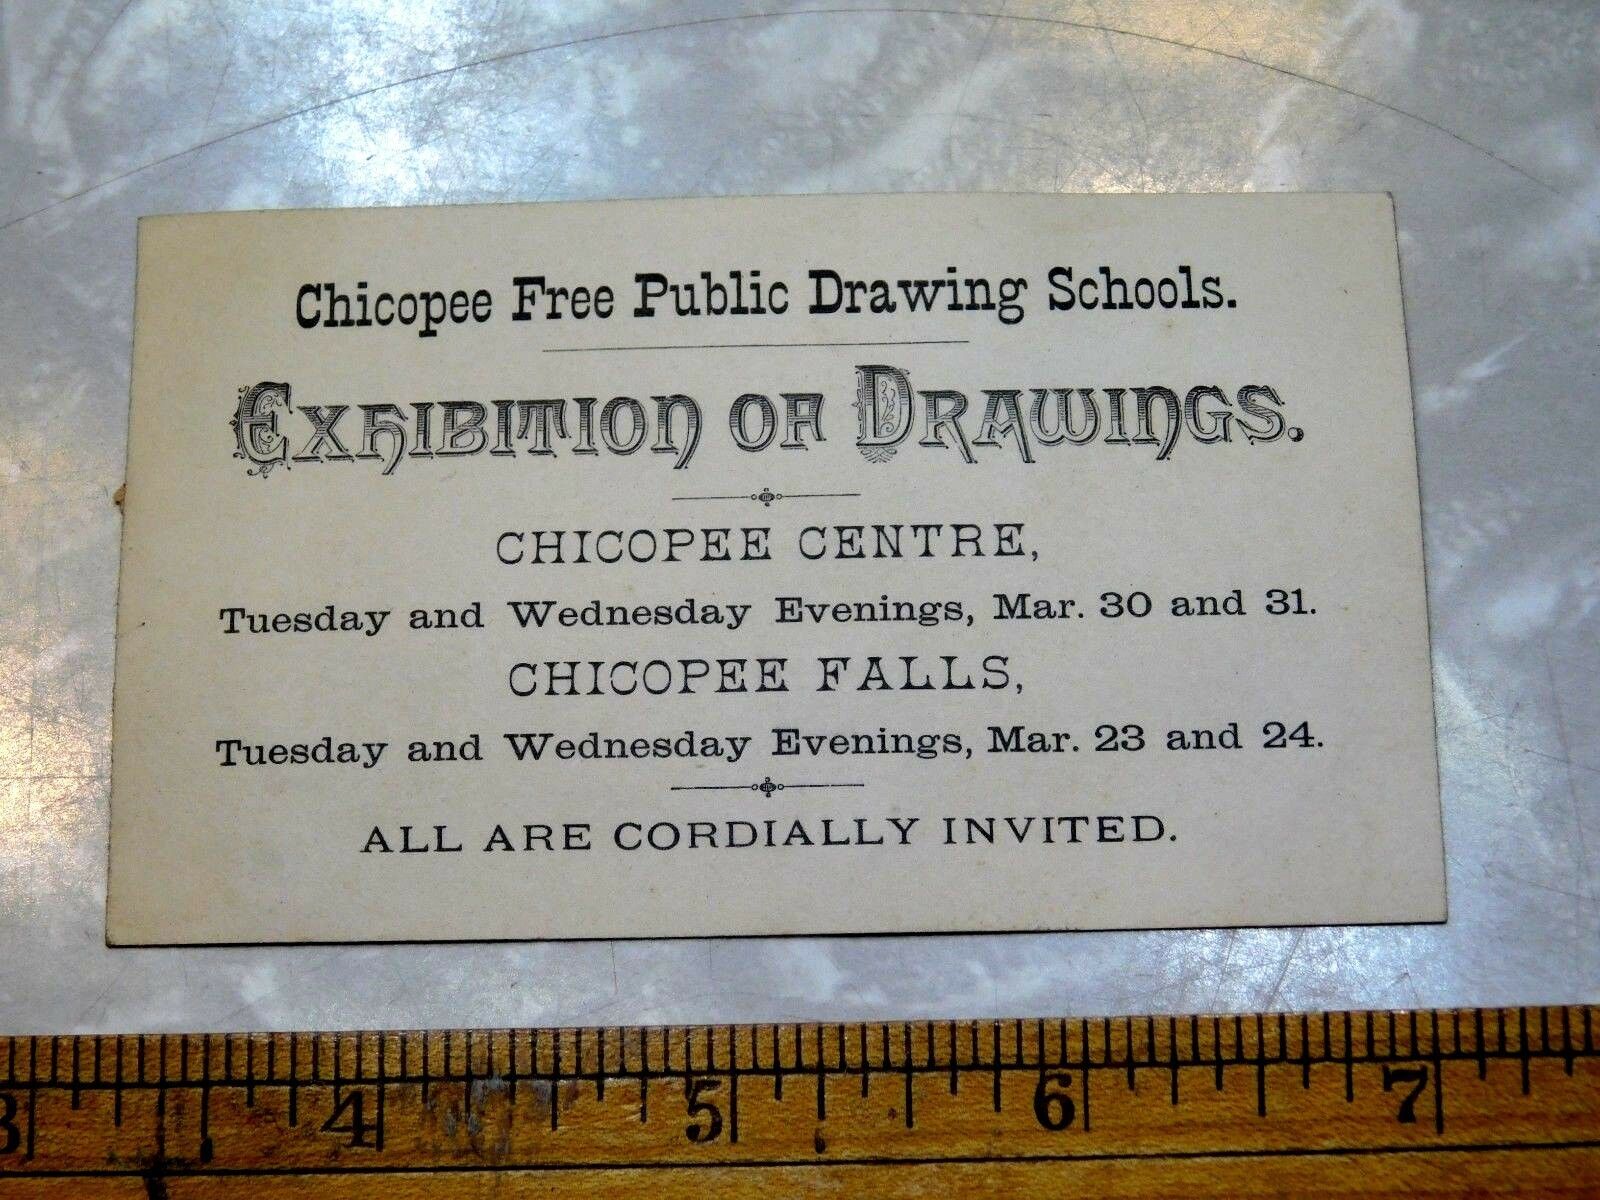 Chicopee Free Public Drawing Schools.
Exhibition of Drawings.
CHICOPEE CENTRE,
Tuesday and Wednesday Evenings, Mar. 30 and 31.
CHICOPEE FALLS,
Tuesday and Wednesday Evenings, Mar. 23 and 24.
ALL ARE CORDIALLY INVITED.
3 4 5 6 7